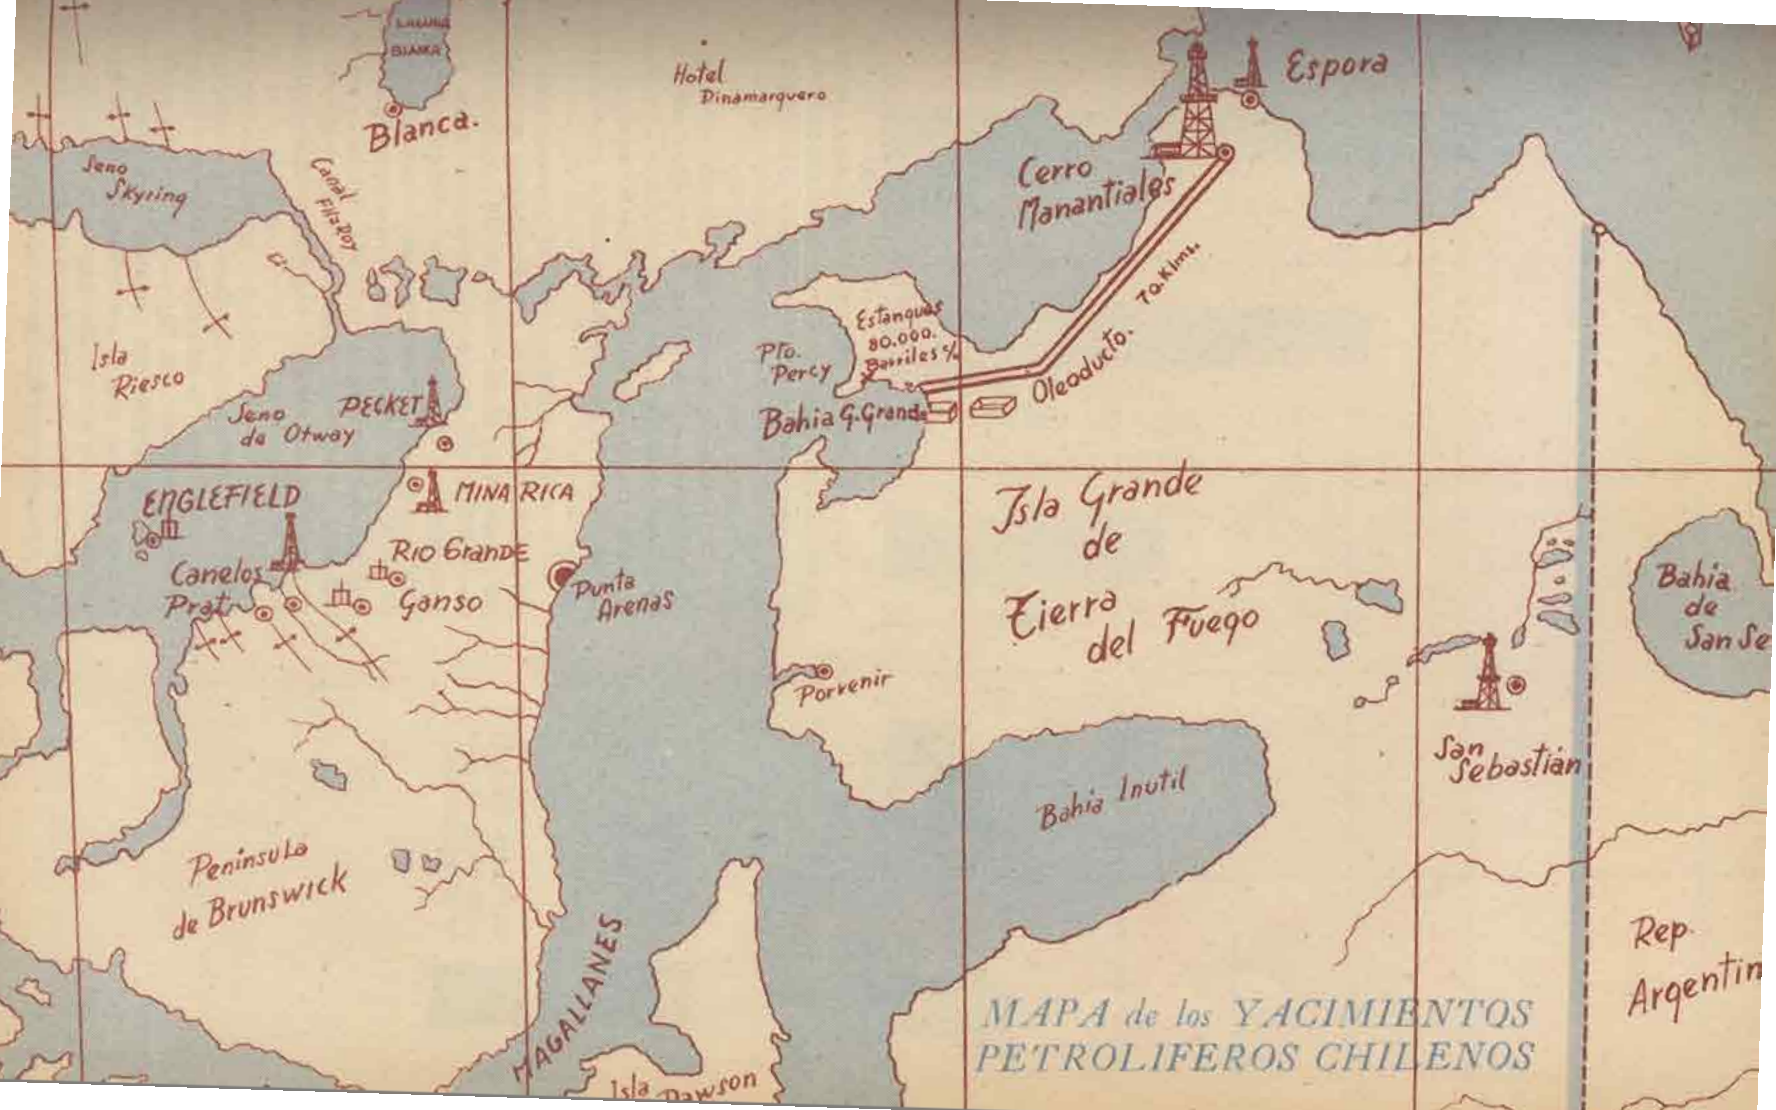 LAGUNA
BLANCA
Blanca.
Hotel
Dinamarquero
Espora
Seno
Skyring
Canal
FitzROY
Cerro
Manantiales
70. Klms.
Oleoducto.
Estanques
80.000.
Barriles
Pto.
Percy
Bahia G. Grande
Isla
Riesco
Seno
de Otway
PECKET
ENGLEFIELD
MINA RICA
RIO GranDE
Canelos
Prat
Ganso
Punta
Arenas
Isla Grande
de
Tierra
del Fuego
Bahia
de
San Se
Porvenir
San
Sebastián
Bahia Inutil
Peninsula
de Brunswick
MAGALLANES
Rep.
Argentin
MAPA de los YACIMIENTOS
PETROLIFEROS CHILENOS
Isla Dawson